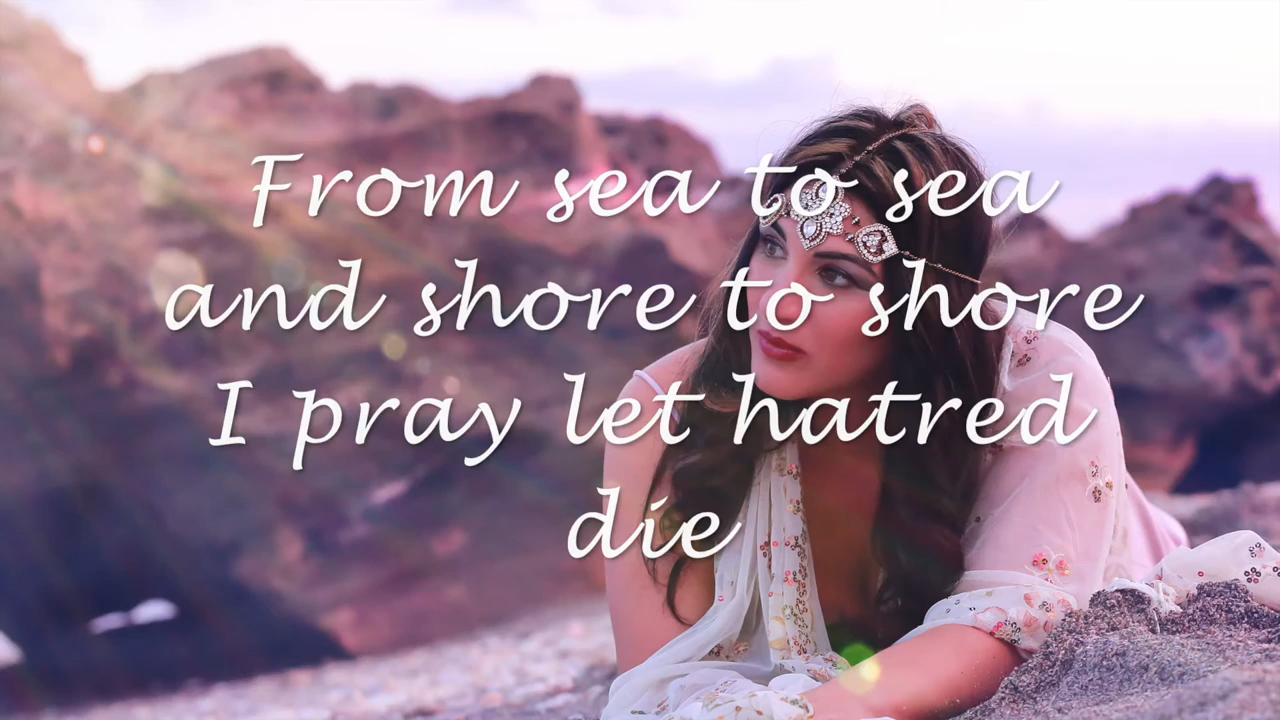 From sea to sea
and shore to shore
I pray let hatred
die